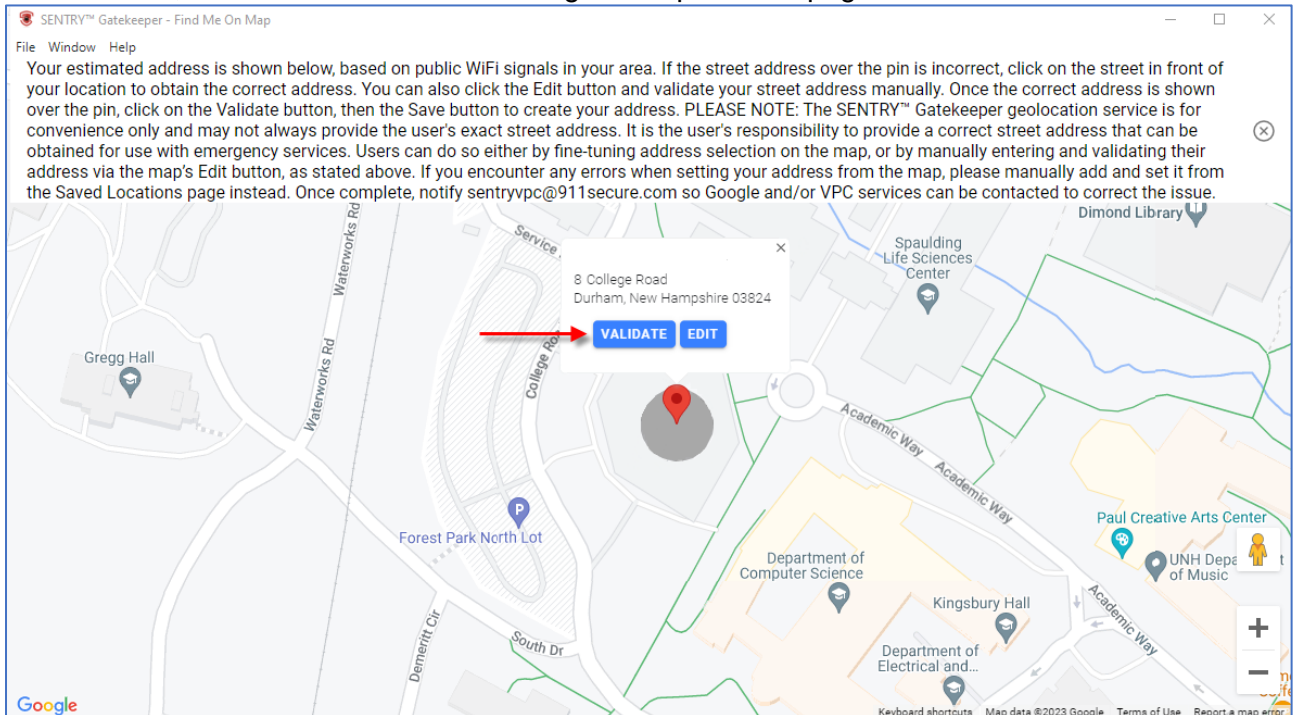 SENTRY™ Gatekeeper - Find Me On Map
File Window Help
Your estimated address is shown below, based on public WiFi signals in your area. If the street address over the pin is incorrect, click on the street in front of
your location to obtain the correct address. You can also click the Edit button and validate your street address manually. Once the correct address is shown
over the pin, click on the Validate button, then the Save button to create your address. PLEASE NOTE: The SENTRY™ Gatekeeper geolocation service is for
convenience only and may not always provide the user's exact street address. It is the user's responsibility to provide a correct street address that can be
obtained for use with emergency services. Users can do so either by fine-tuning address selection on the map, or by manually entering and validating their
address via the map's Edit button, as stated above. If you encounter any errors when setting your address from the map, please manually add and set it from
the Saved Locations page instead. Once complete, notify sentryvpc@911secure.com so Google and/or VPC services can be contacted to correct the issue.
Dimond Library
Waterworks Rd
Service
Spaulding
Life Sciences
Center
8 College Road
Durham, New Hampshire 03824
VALIDATE EDIT
Gregg Hall
Waterworks Rd
College
Academic Way
Academic Way
P
Forest Park North Lot
Paul Creative Arts Center
Department of
Computer Science
UNH
of Music
Kingsbury Hall
Academic Way
Demeritt Cir
South Dr
Department of
Electrical and...
+
−
Google
Keyboard shortcuts Map data ©2023 Google Terms of Use Report a map error